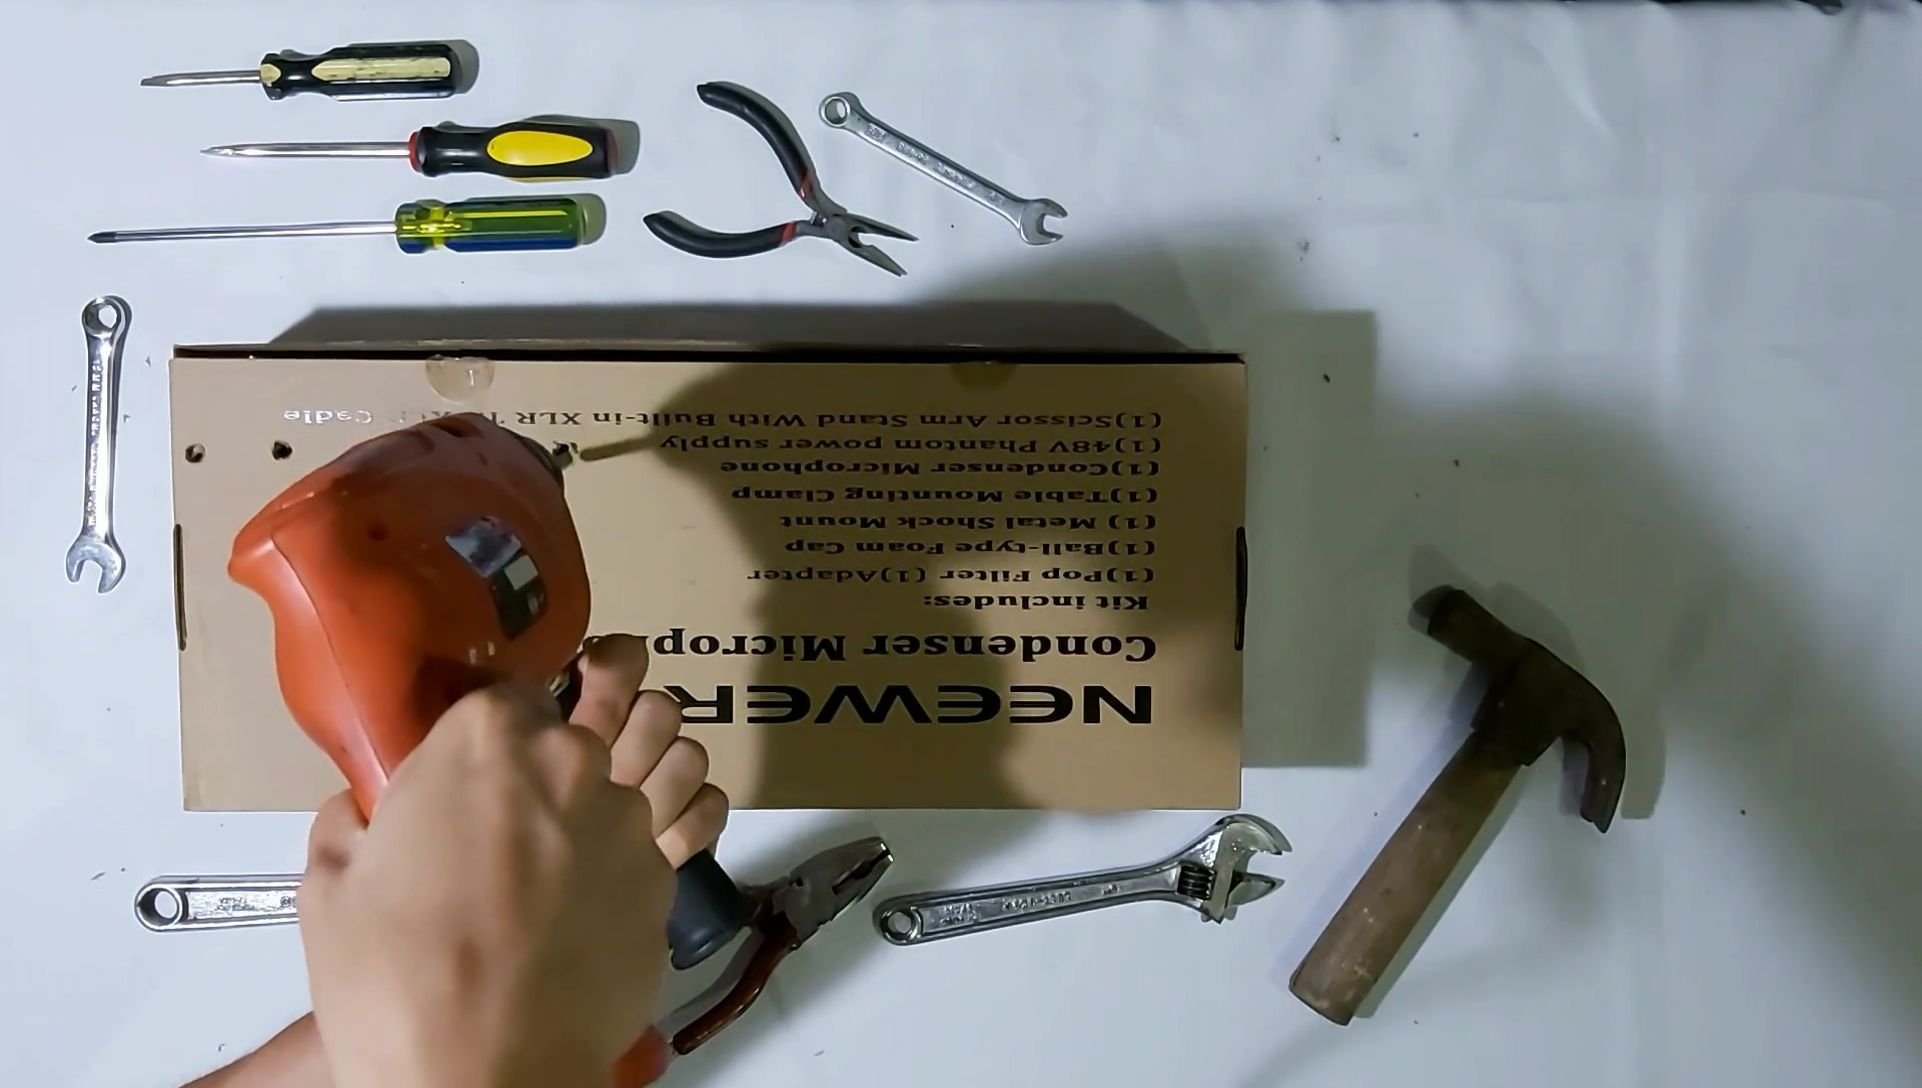 NEEWER
Condenser Microp
Kit includes:
(1)Pop Filter (1)Adapter
(1)Ball-type Foam Cap
(1) Metal Shock Mount
(1)Table Mounting Clamp
(1)Condenser Microphone
(1)48V Phantom power supply
(1)Scissor Arm Stand With Built-in XLR Cable